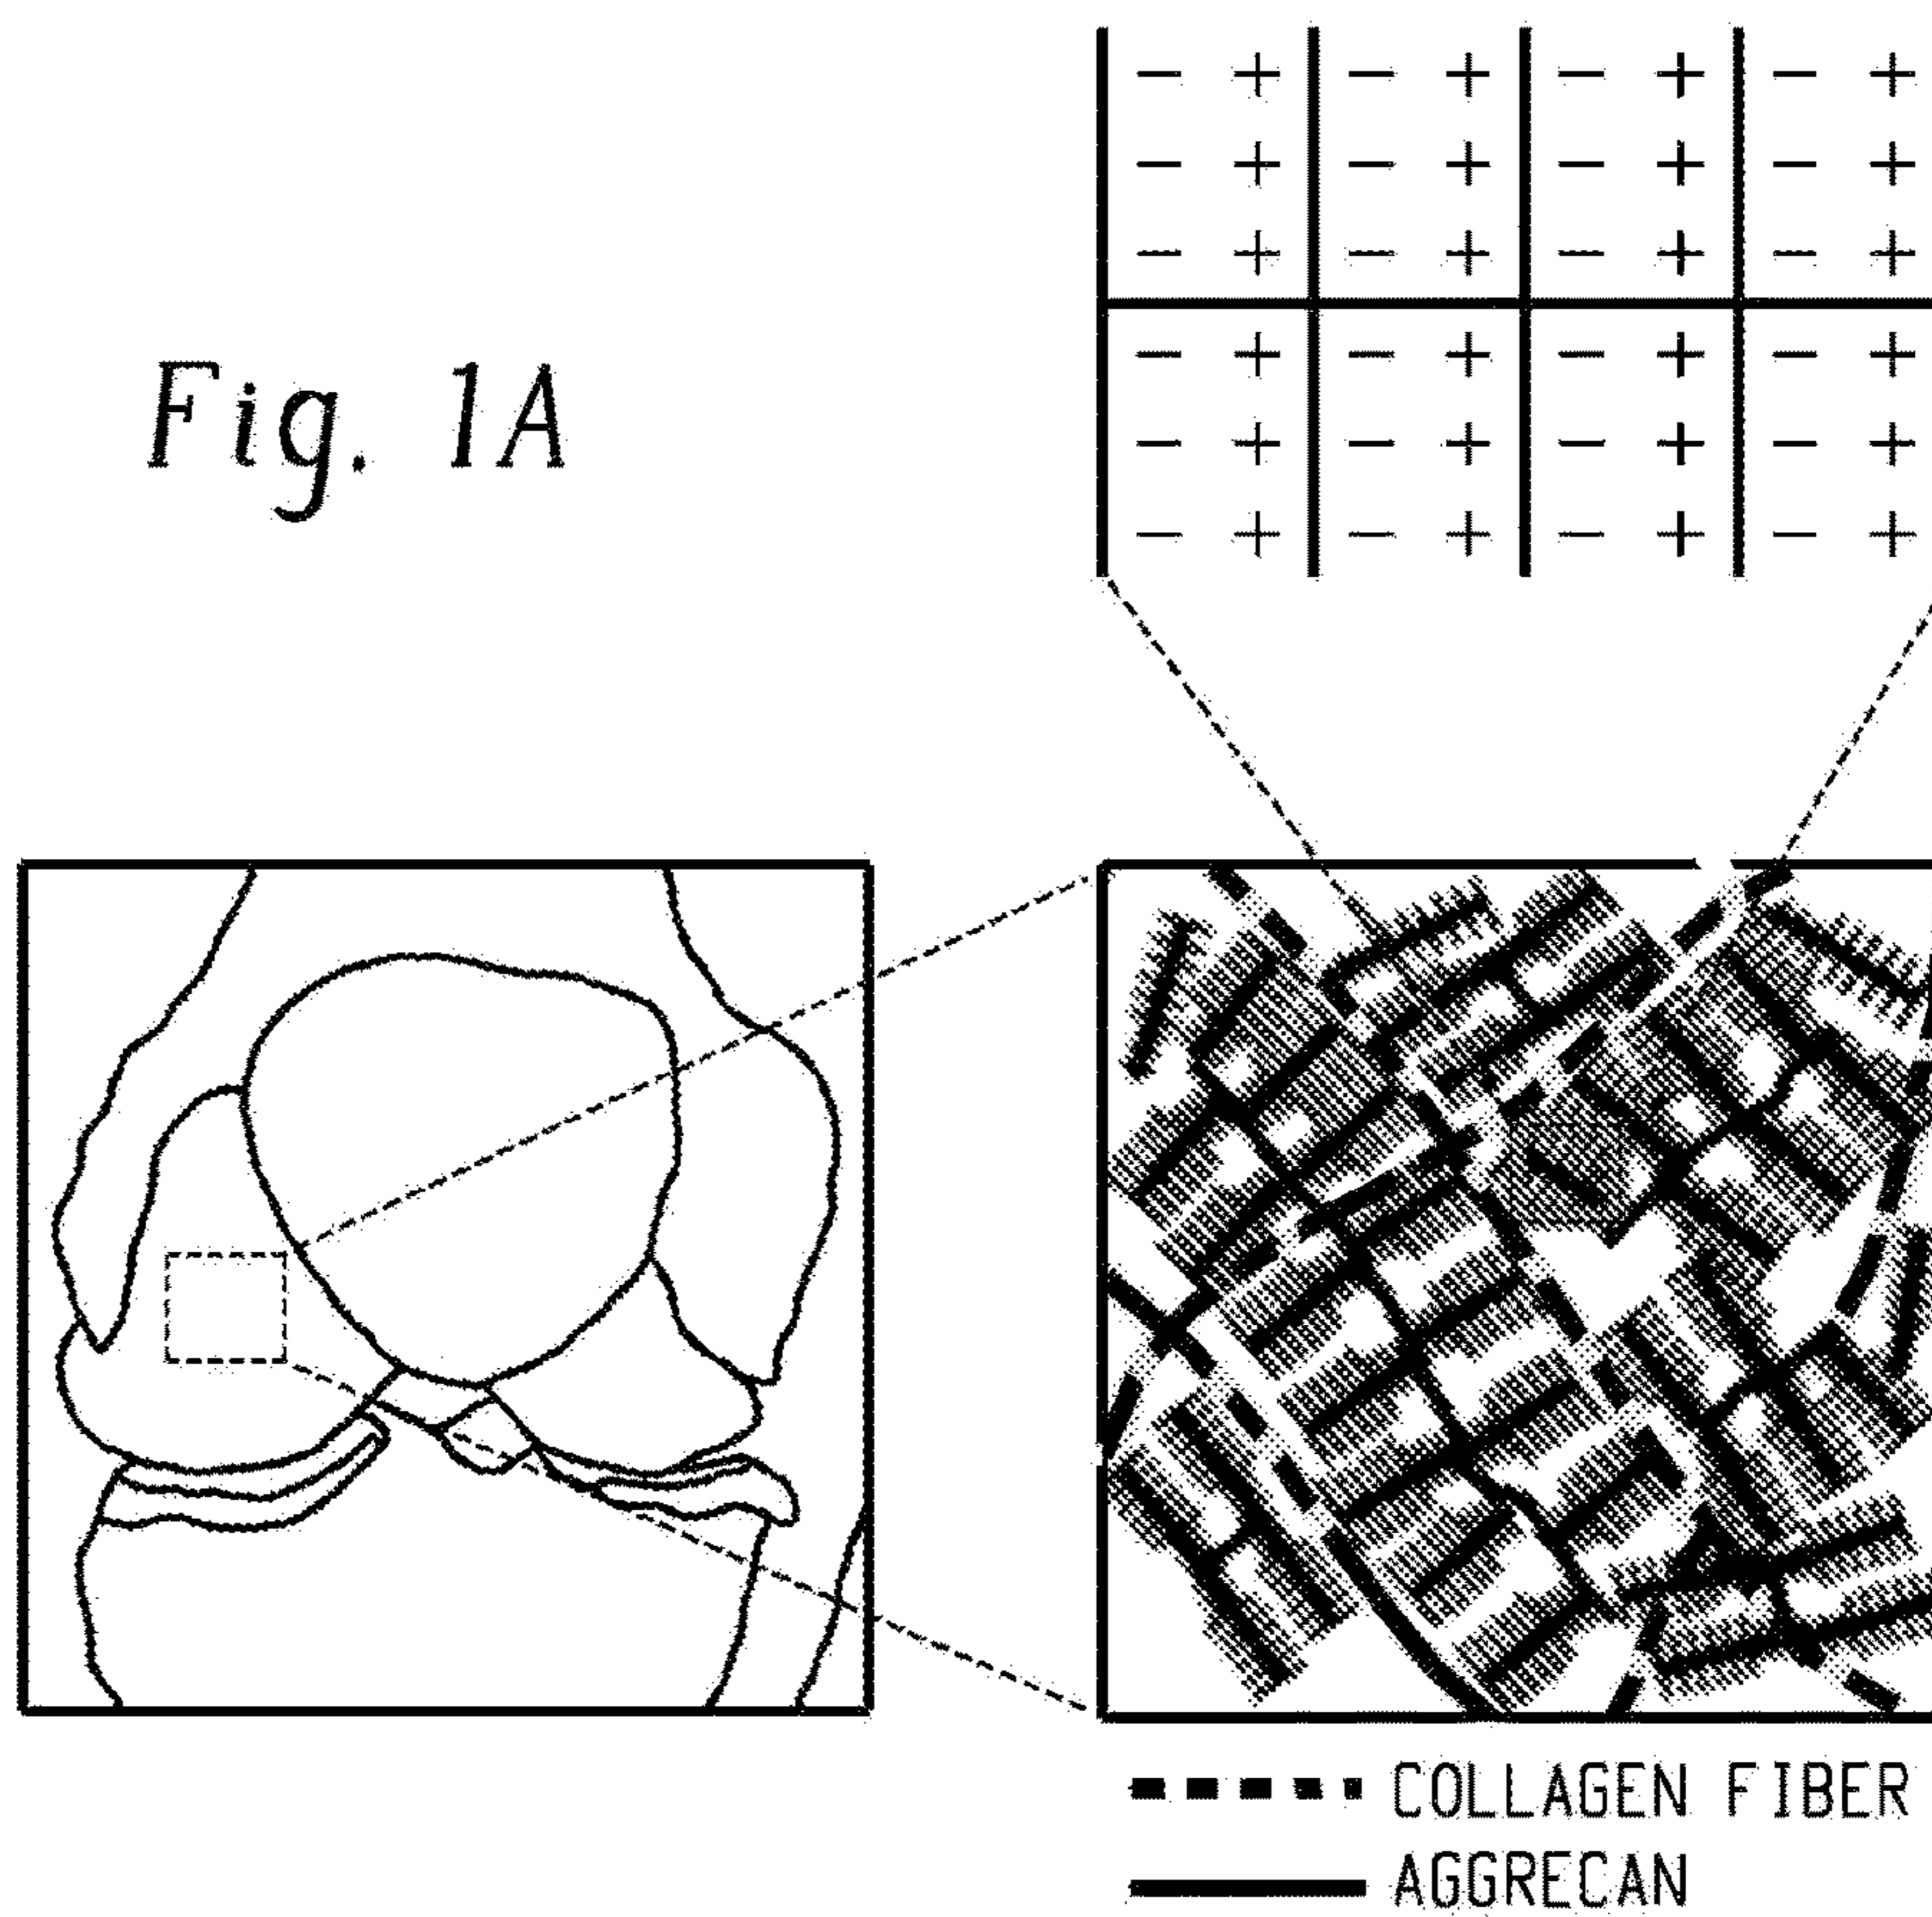 Fig. 1A
- + - + - + - +
- + - + - + - +
- + - + - + - +
- + - + - + - +
- + - + - + - +
- + - + - + - +
COLLAGEN FIBER
AGGRECAN